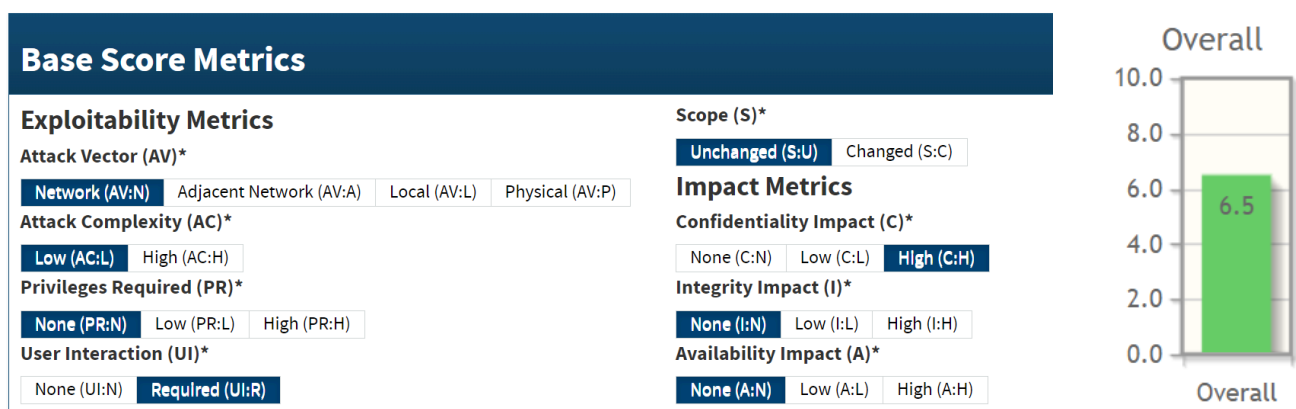 Base Score Metrics
Exploitability Metrics
Attack Vector (AV)*
Network (AV:N) Adjacent Network (AV:A) Local (AV:L) Physical (AV:P)
Attack Complexity (AC)*
Low (AC:L) High (AC:H)
Privileges Required (PR)*
None (PR:N) Low (PR:L) High (PR:H)
User Interaction (UI)*
None (UI:N) Required (UI:R)
Scope (S)*
Unchanged (S:U) Changed (S:C)
Impact Metrics
Confidentiality Impact (C)*
None (C:N) Low (C:L) High (C:H)
Integrity Impact (I)*
None (I:N) Low (I:L) High (I:H)
Availability Impact (A)*
None (A:N) Low (A:L) High (A:H)
Overall
10.0
8.0
6.0
6.5
4.0
2.0
0.0
Overall